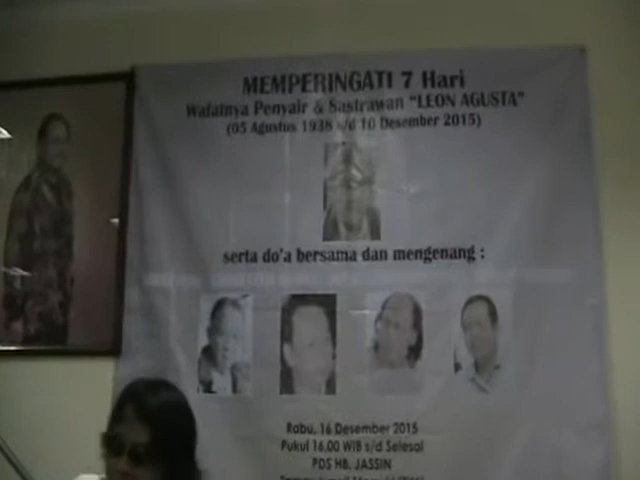 MEMPERINGATI 7 Hari
Wafatnya Penyair & Sastrawan "LEON AGUSTA"
(05 Agustus 1938 s/d 10 Desember 2015)
serta do'a bersama dan mengenang :
Rabu, 16 Desember 2015
Pukul 16.00 WIB s/d Selesai
PDS HB. JASSIN